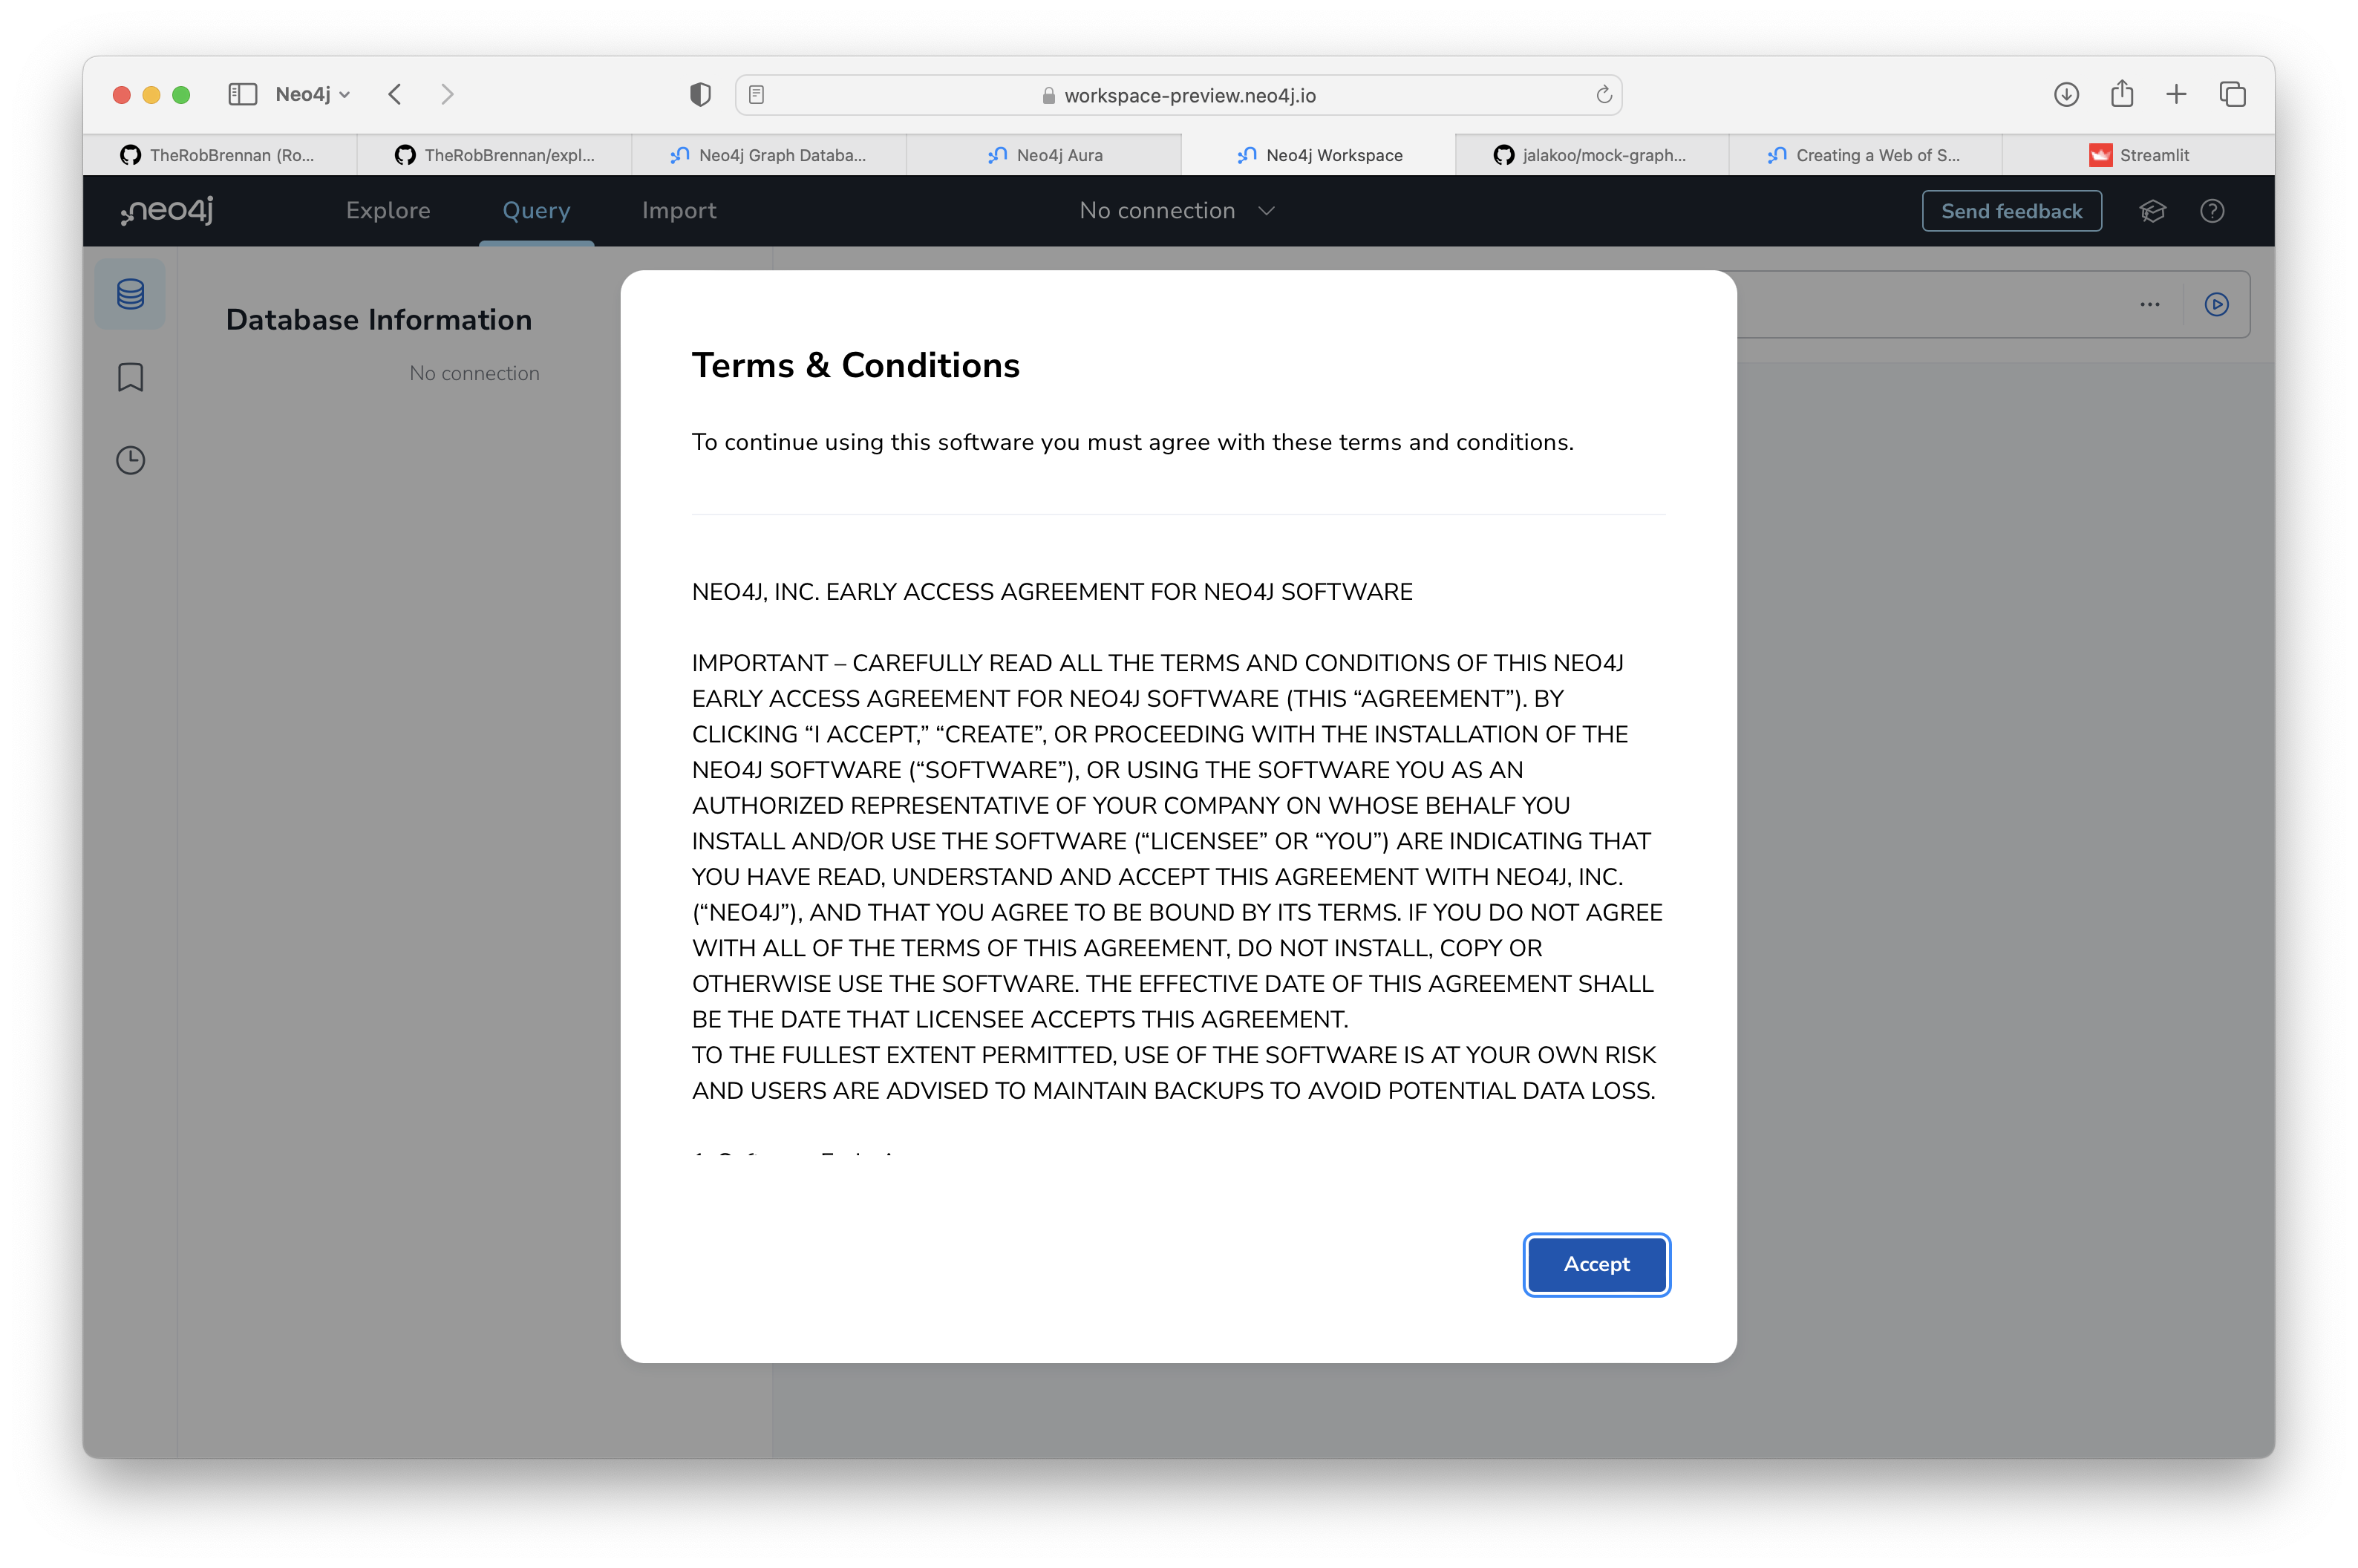 Neo4j
workspace-preview.neo4j.io
TheRobBrennan (Ro...
TheRobBrennan/expl...
Neo4j Graph Databa...
Neo4j Aura
Neo4j Workspace
jalakoo/mock-graph...
Creating a Web of S...
Streamlit
neo4j
Explore
Query
Import
No connection
Send feedback
Database Information
No connection
Terms & Conditions
To continue using this software you must agree with these terms and conditions.
NEO4J, INC. EARLY ACCESS AGREEMENT FOR NEO4J SOFTWARE
IMPORTANT – CAREFULLY READ ALL THE TERMS AND CONDITIONS OF THIS NEO4J
EARLY ACCESS AGREEMENT FOR NEO4J SOFTWARE (THIS “AGREEMENT”). BY
CLICKING “I ACCEPT,” “CREATE”, OR PROCEEDING WITH THE INSTALLATION OF THE
NEO4J SOFTWARE (“SOFTWARE”), OR USING THE SOFTWARE YOU AS AN
AUTHORIZED REPRESENTATIVE OF YOUR COMPANY ON WHOSE BEHALF YOU
INSTALL AND/OR USE THE SOFTWARE (“LICENSEE” OR “YOU”) ARE INDICATING THAT
YOU HAVE READ, UNDERSTAND AND ACCEPT THIS AGREEMENT WITH NEO4J, INC.
(“NEO4J”), AND THAT YOU AGREE TO BE BOUND BY ITS TERMS. IF YOU DO NOT AGREE
WITH ALL OF THE TERMS OF THIS AGREEMENT, DO NOT INSTALL, COPY OR
OTHERWISE USE THE SOFTWARE. THE EFFECTIVE DATE OF THIS AGREEMENT SHALL
BE THE DATE THAT LICENSEE ACCEPTS THIS AGREEMENT.
TO THE FULLEST EXTENT PERMITTED, USE OF THE SOFTWARE IS AT YOUR OWN RISK
AND USERS ARE ADVISED TO MAINTAIN BACKUPS TO AVOID POTENTIAL DATA LOSS.
Accept